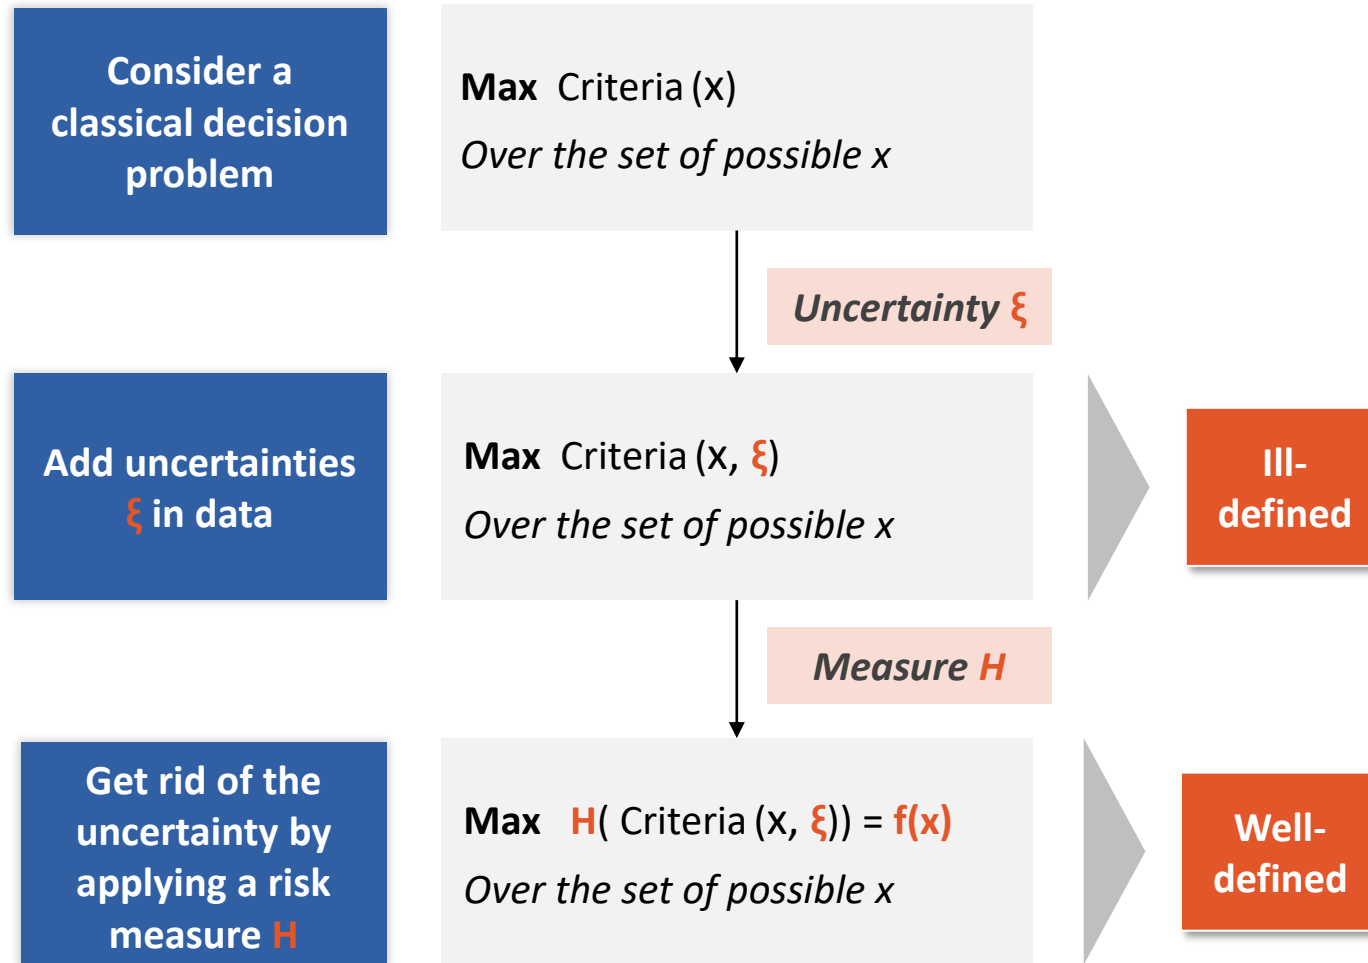 Consider a
classical decision
problem
Max Criteria (x)
Over the set of possible x
Uncertainty ξ
Add uncertainties
ξ in data
Max Criteria (x, ξ)
Over the set of possible x
Ill-
defined
Measure H
Get rid of the
uncertainty by
applying a risk
measure H
Max H( Criteria (x, ξ)) = f(x)
Over the set of possible x
Well-
defined